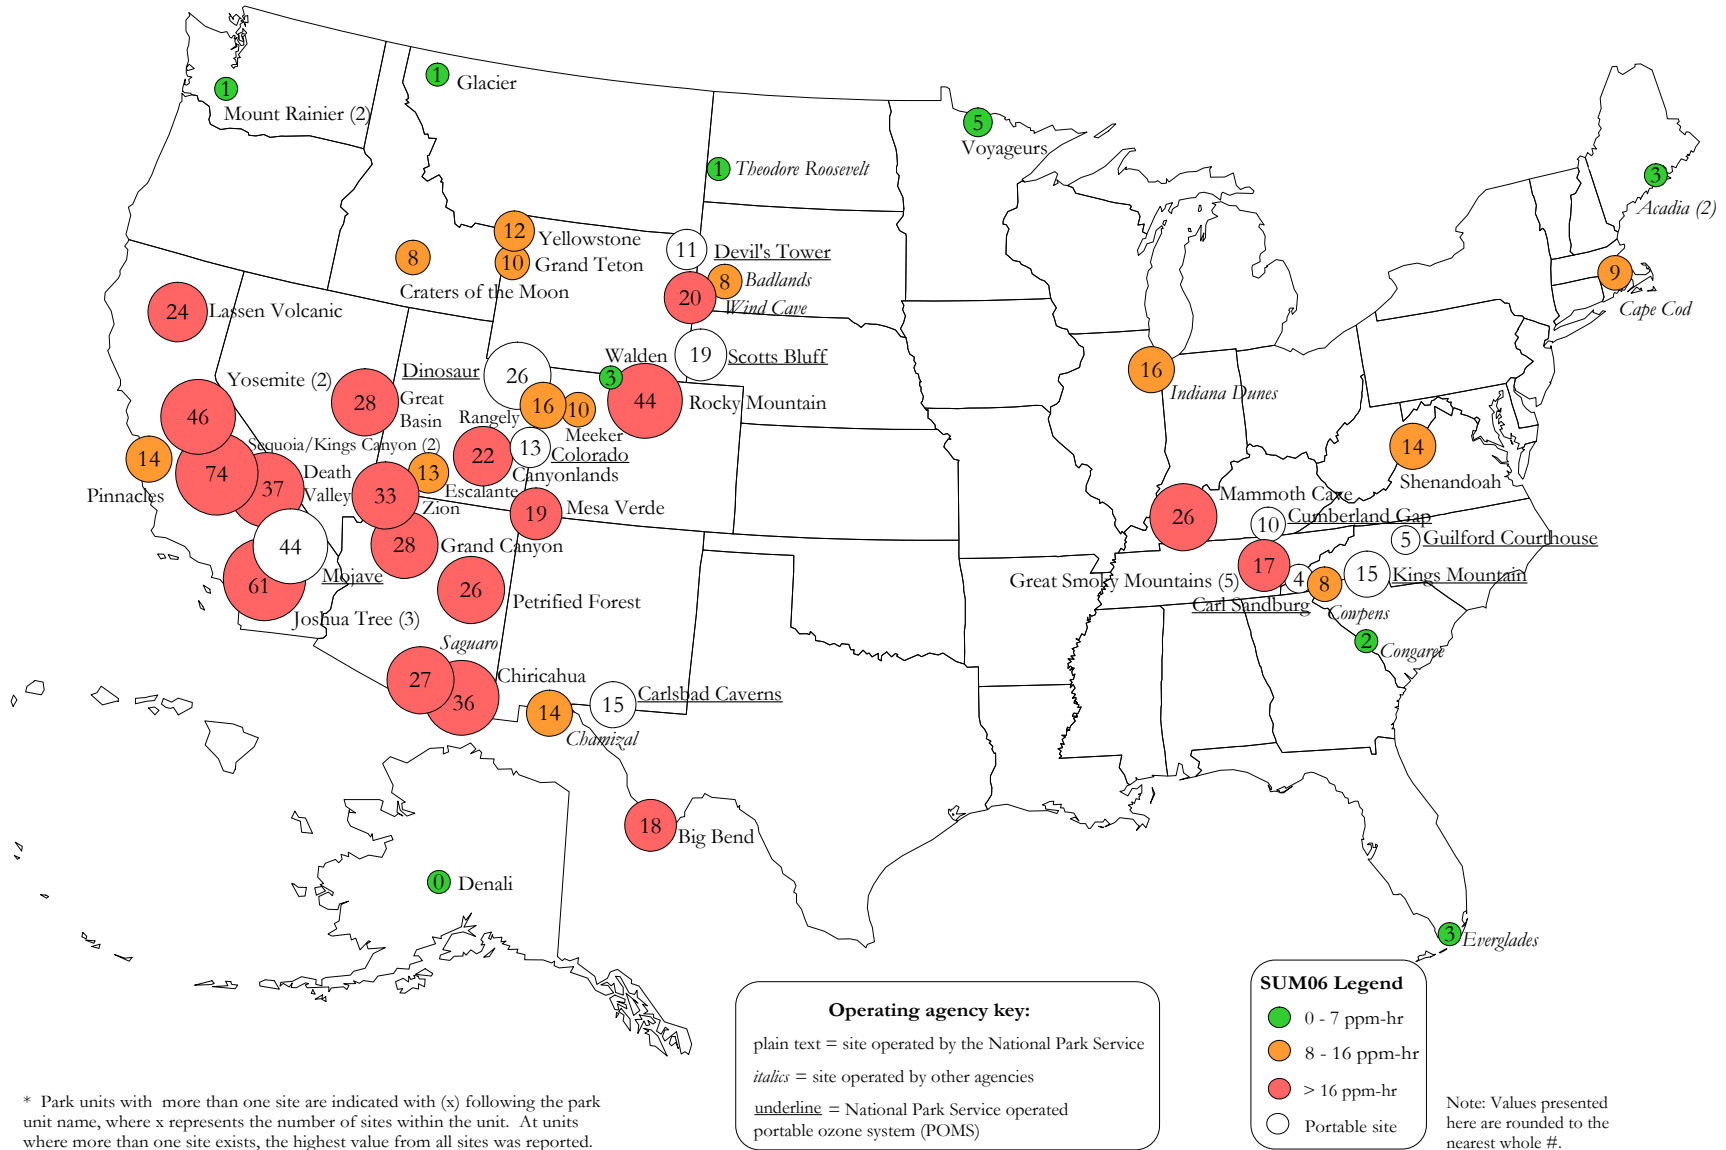 1
Glacier
1
Mount Rainier (2)
5
Voyageurs
1
Theodore Roosevelt
3
Acadia (2)
12
Yellowstone
11
Devil's Tower
8
10
Grand Teton
Craters of the Moon
8
Badlands
20
Wind Cave
9
Cape Cod
24
Lassen Volcanic
19
Scotts Bluff
Walden
3
Dinosaur
26
16
Indiana Dunes
Yosemite (2)
28
Great
Basin
46
44
Rocky Mountain
16
10
Rangely
Meeker
14
Pinnacles
Sequoia/Kings Canyon (2)
74
37
Death
Valley
22
Canyonlands
13
Colorado
13
Escalante
33
Zion
19
Mesa Verde
14
Shenandoah
26
Mammoth Cave
10
Cumberland Gap
5
Guilford Courthouse
44
Mojave
28
Grand Canyon
61
Joshua Tree (3)
26
Petrified Forest
17
Great Smoky Mountains (5)
4
Carl Sandburg
8
Cowpens
15
Kings Mountain
2
Congaree
Saguaro
27
Chiricahua
36
14
Chamizal
15
Carlsbad Caverns
18
Big Bend
0
Denali
3
Everglades
SUM06 Legend
0 - 7 ppm-hr
8 - 16 ppm-hr
> 16 ppm-hr
Portable site
Operating agency key:
plain text = site operated by the National Park Service
italics = site operated by other agencies
underline = National Park Service operated
portable ozone system (POMS)
* Park units with more than one site are indicated with (x) following the park
unit name, where x represents the number of sites within the unit. At units
where more than one site exists, the highest value from all sites was reported.
Note: Values presented
here are rounded to the
nearest whole #.